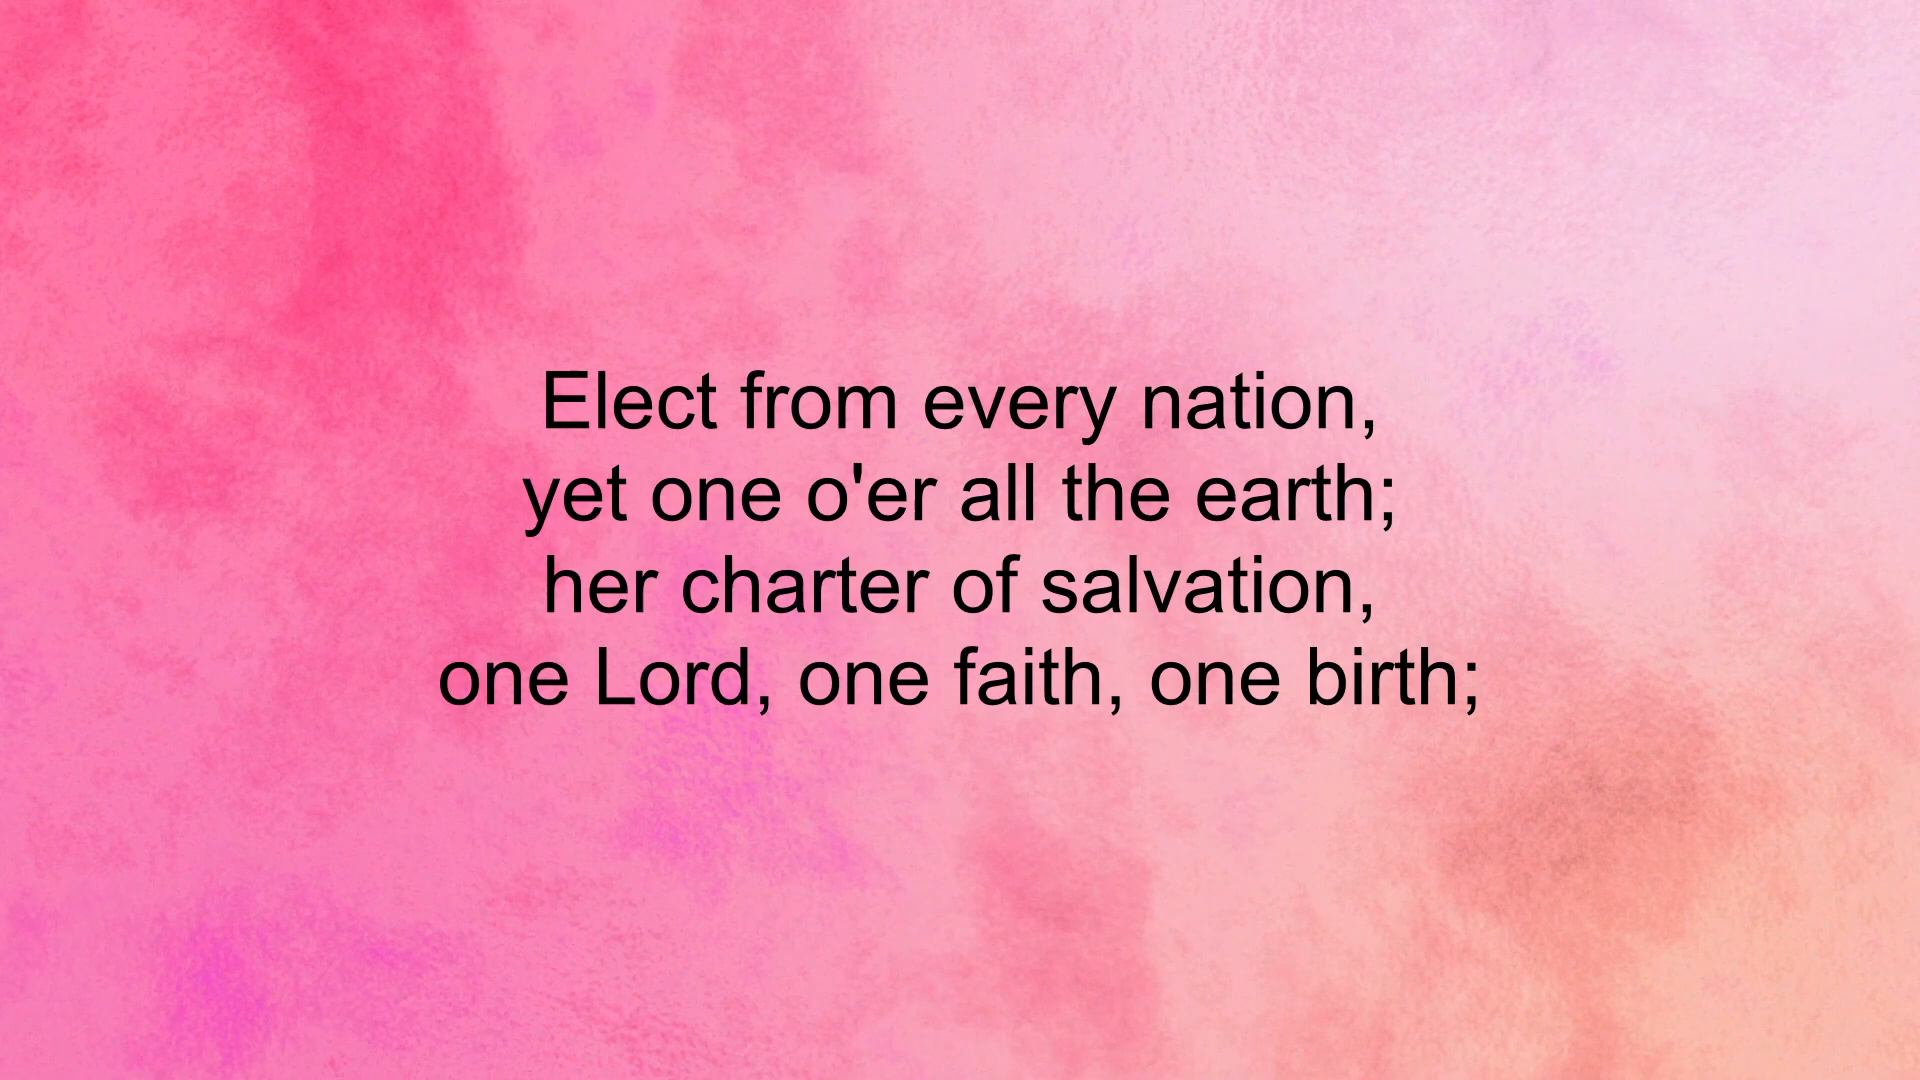 Elect from every nation,
yet one o'er all the earth;
her charter of salvation,
one Lord, one faith, one birth;